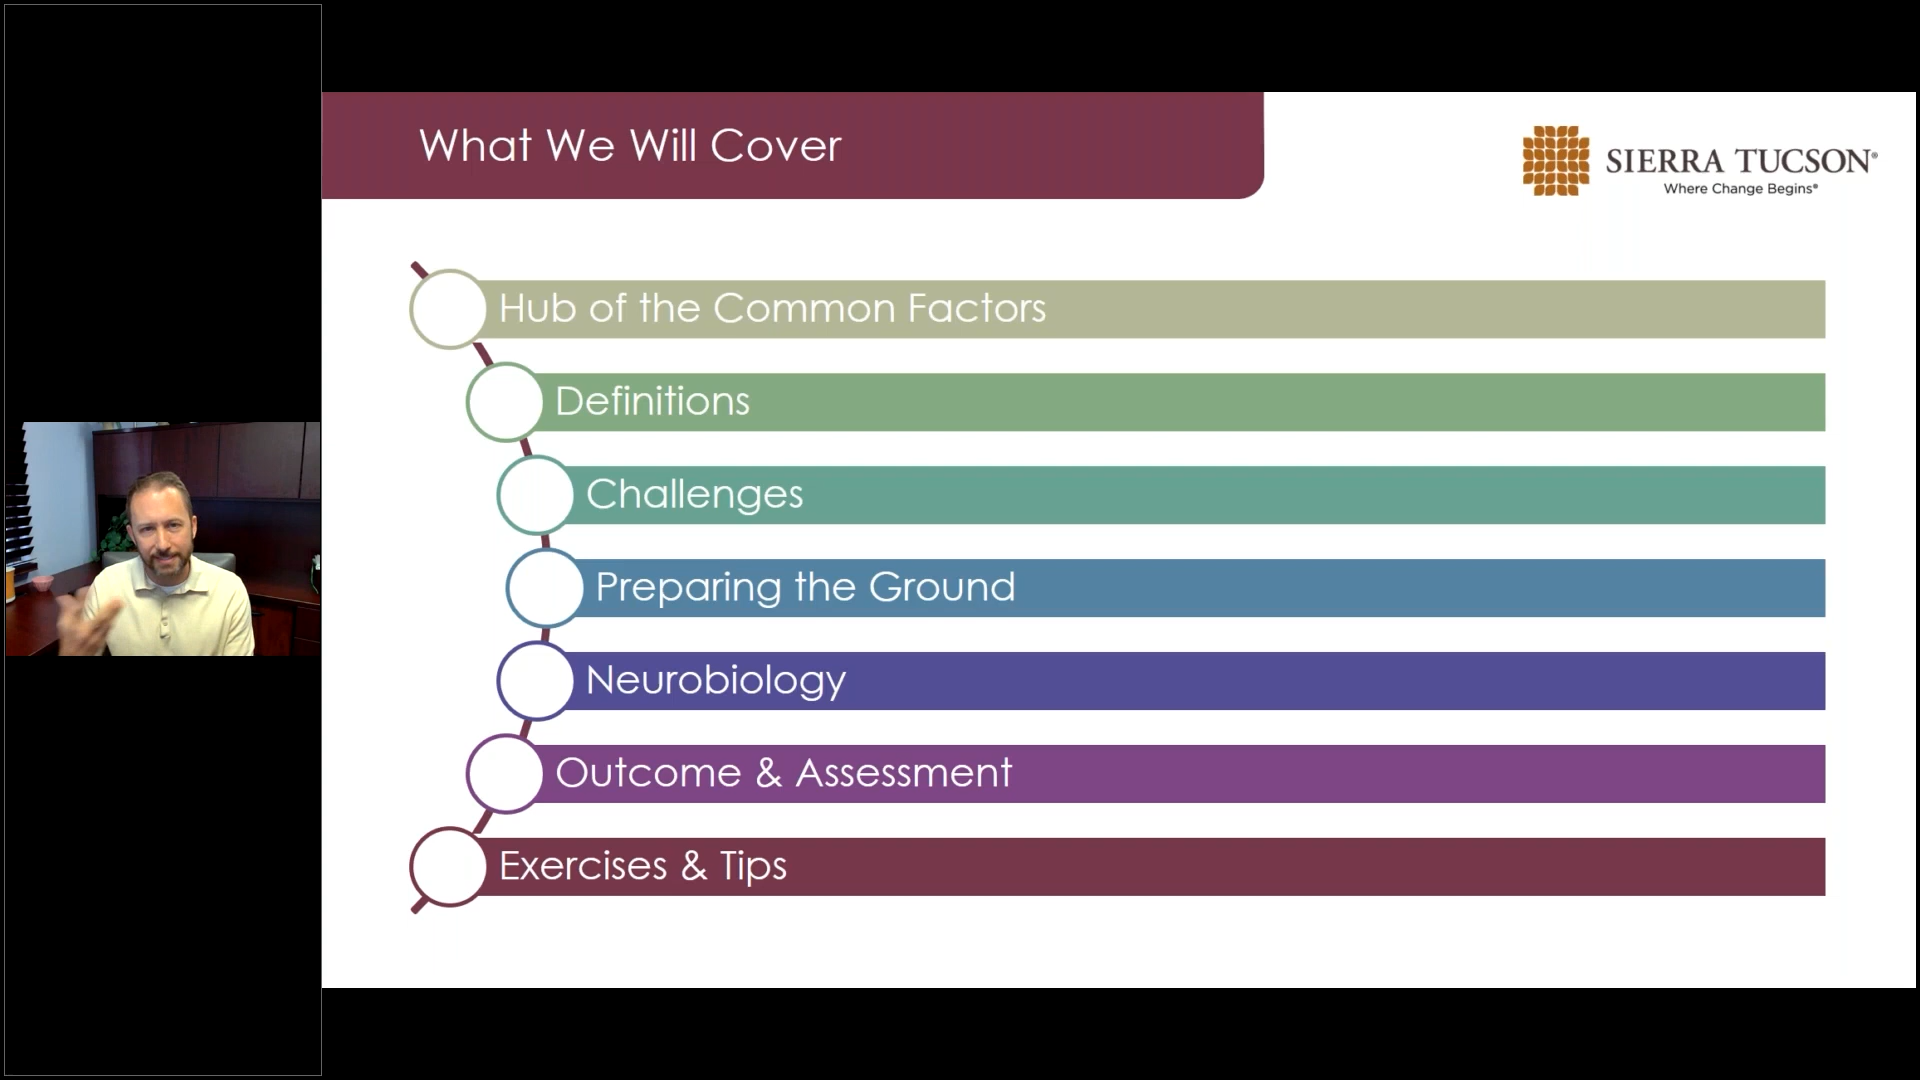 What We Will Cover
SIERRA TUCSON®
Where Change Begins®
Hub of the Common Factors
Definitions
Challenges
Preparing the Ground
Neurobiology
Outcome & Assessment
Exercises & Tips